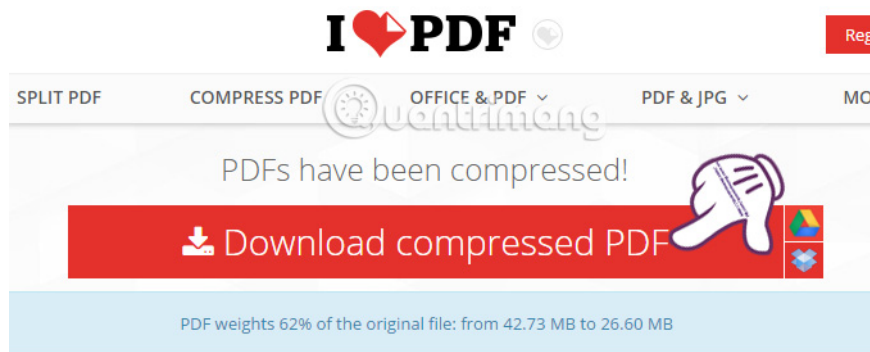 I PDF
Reg
SPLIT PDF COMPRESS PDF OFFICE & PDF PDF & JPG MO
Quantrimang
PDFs have been compressed!
Download compressed PDF
PDF weights 62% of the original file: from 42.73 MB to 26.60 MB